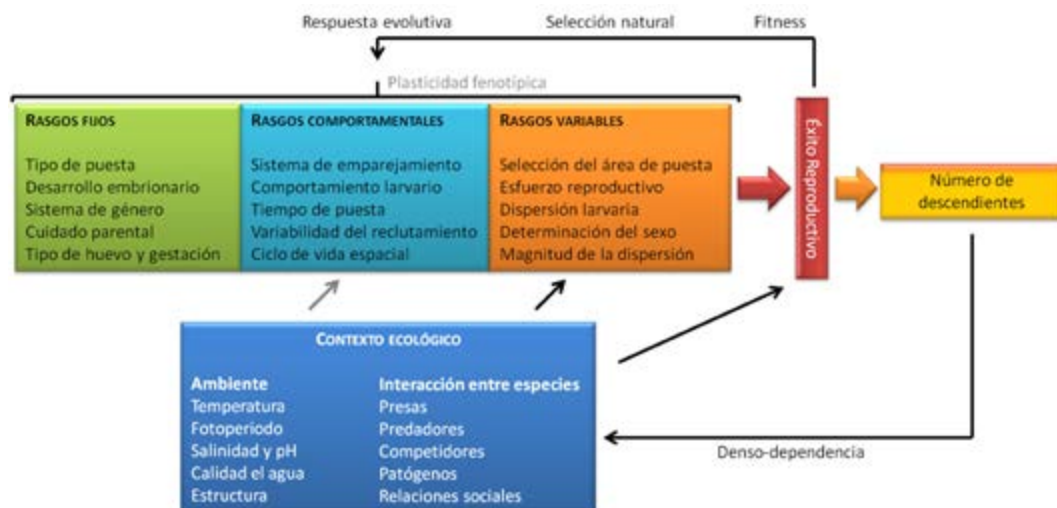 Respuesta evolutiva Selección natural Fitness
Plasticidad fenotípica
RASGOS FIJOS
Tipo de puesta
Desarrollo embrionario
Sistema de género
Cuidado parental
Tipo de huevo y gestación
RASGOS COMPORTAMENTALES
Sistema de emparejamiento
Comportamiento larvario
Tiempo de puesta
Variabilidad del reclutamiento
Ciclo de vida espacial
RASGOS VARIABLES
Selección del área de puesta
Esfuerzo reproductivo
Dispersión larvaria
Determinación del sexo
Magnitud de la dispersión
Éxito Reproductivo
Número de
descendientes
CONTEXTO ECOLÓGICO
Ambiente
Temperatura
Fotoperiodo
Salinidad y pH
Calidad el agua
Estructura
Interacción entre especies
Presas
Predadores
Competidores
Patógenos
Relaciones sociales
Denso-dependencia